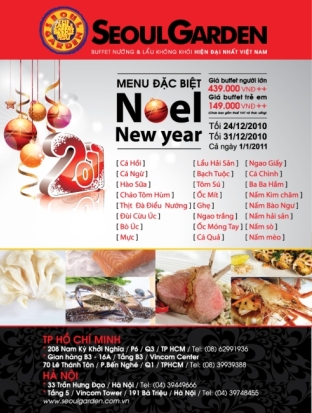 SEOUL GARDEN
SEOULGARDEN
BUFFET NƯỚNG & LẨU KHÔNG KHÓI HIỆN ĐẠI NHẤT VIỆT NAM
MENU ĐẶC BIỆT
Noel
New year
Giá buffet người lớn
439.000 VNĐ++
Giá buffet trẻ em
149.000 VNĐ++
Tối 24/12/2010
Tối 31/12/2010
Cả ngày 1/1/2011
2011
[ Cá Hồi ]
[ Cá Ngừ ]
[ Hào Sữa ]
[ Cháo Tôm Hùm ]
[ Thịt Đà Điểu Nướng ]
[ Đùi Cừu Úc ]
[ Bò Úc ]
[ Mực ]
[ Lẩu Hải Sản ]
[ Bạch Tuộc ]
[ Tôm Sú ]
[ Ốc Mít ]
[ Ghẹ ]
[ Ngao trắng ]
[ Ốc Móng Tay ]
[ Cá Quả ]
[ Ngao Giấy ]
[ Cá Chình ]
[ Ba Ba Hầm ]
[ Nấm Kim châm ]
[ Nấm Bào Ngư ]
[ Nấm hải sản ]
[ Nấm sò ]
[ Nấm mèo ]
TP HỒ CHÍ MINH
* 208 Nam Kỳ Khởi Nghĩa / P6 / Q3 / TP HCM / Tel: (08) 62991936
* Gian hàng B3 - 16A / Tầng B3 / Vincom Center
70 Lê Thánh Tôn / P.Bến Nghé / Q1 / TPHCM / Tel: (08) 39939388
HÀ NỘI
* 33 Trần Hưng Đạo / Hà Nội / Tel: (04) 39449666
* Tầng 5 / Vincom Tower / 191 Bà Triệu / Hà Nội / Tel: (04) 39748455
www.seoulgarden.com.vn